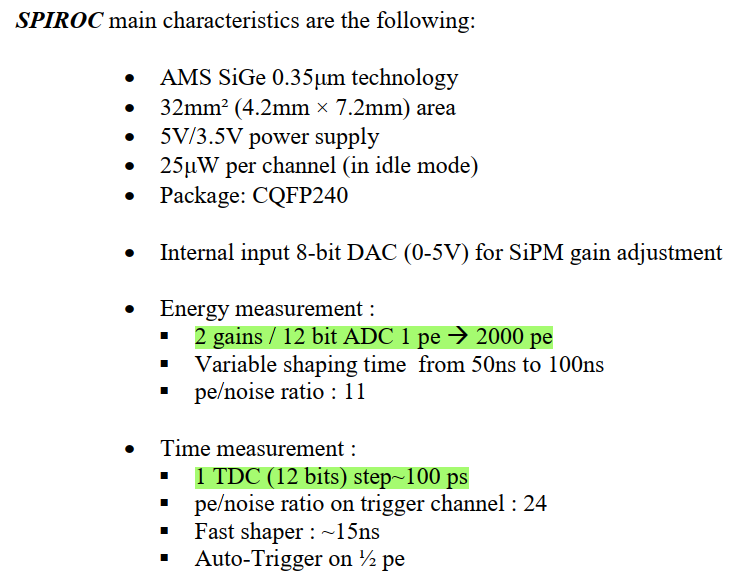 SPIROC main characteristics are the following:
• AMS SiGe 0.35μm technology
• 32mm² (4.2mm × 7.2mm) area
• 5V/3.5V power supply
• 25μW per channel (in idle mode)
• Package: CQFP240
• Internal input 8-bit DAC (0-5V) for SiPM gain adjustment
• Energy measurement :
▪ 2 gains / 12 bit ADC 1 pe → 2000 pe
▪ Variable shaping time from 50ns to 100ns
▪ pe/noise ratio : 11
• Time measurement :
▪ 1 TDC (12 bits) step~100 ps
▪ pe/noise ratio on trigger channel : 24
▪ Fast shaper : ~15ns
▪ Auto-Trigger on ½ pe